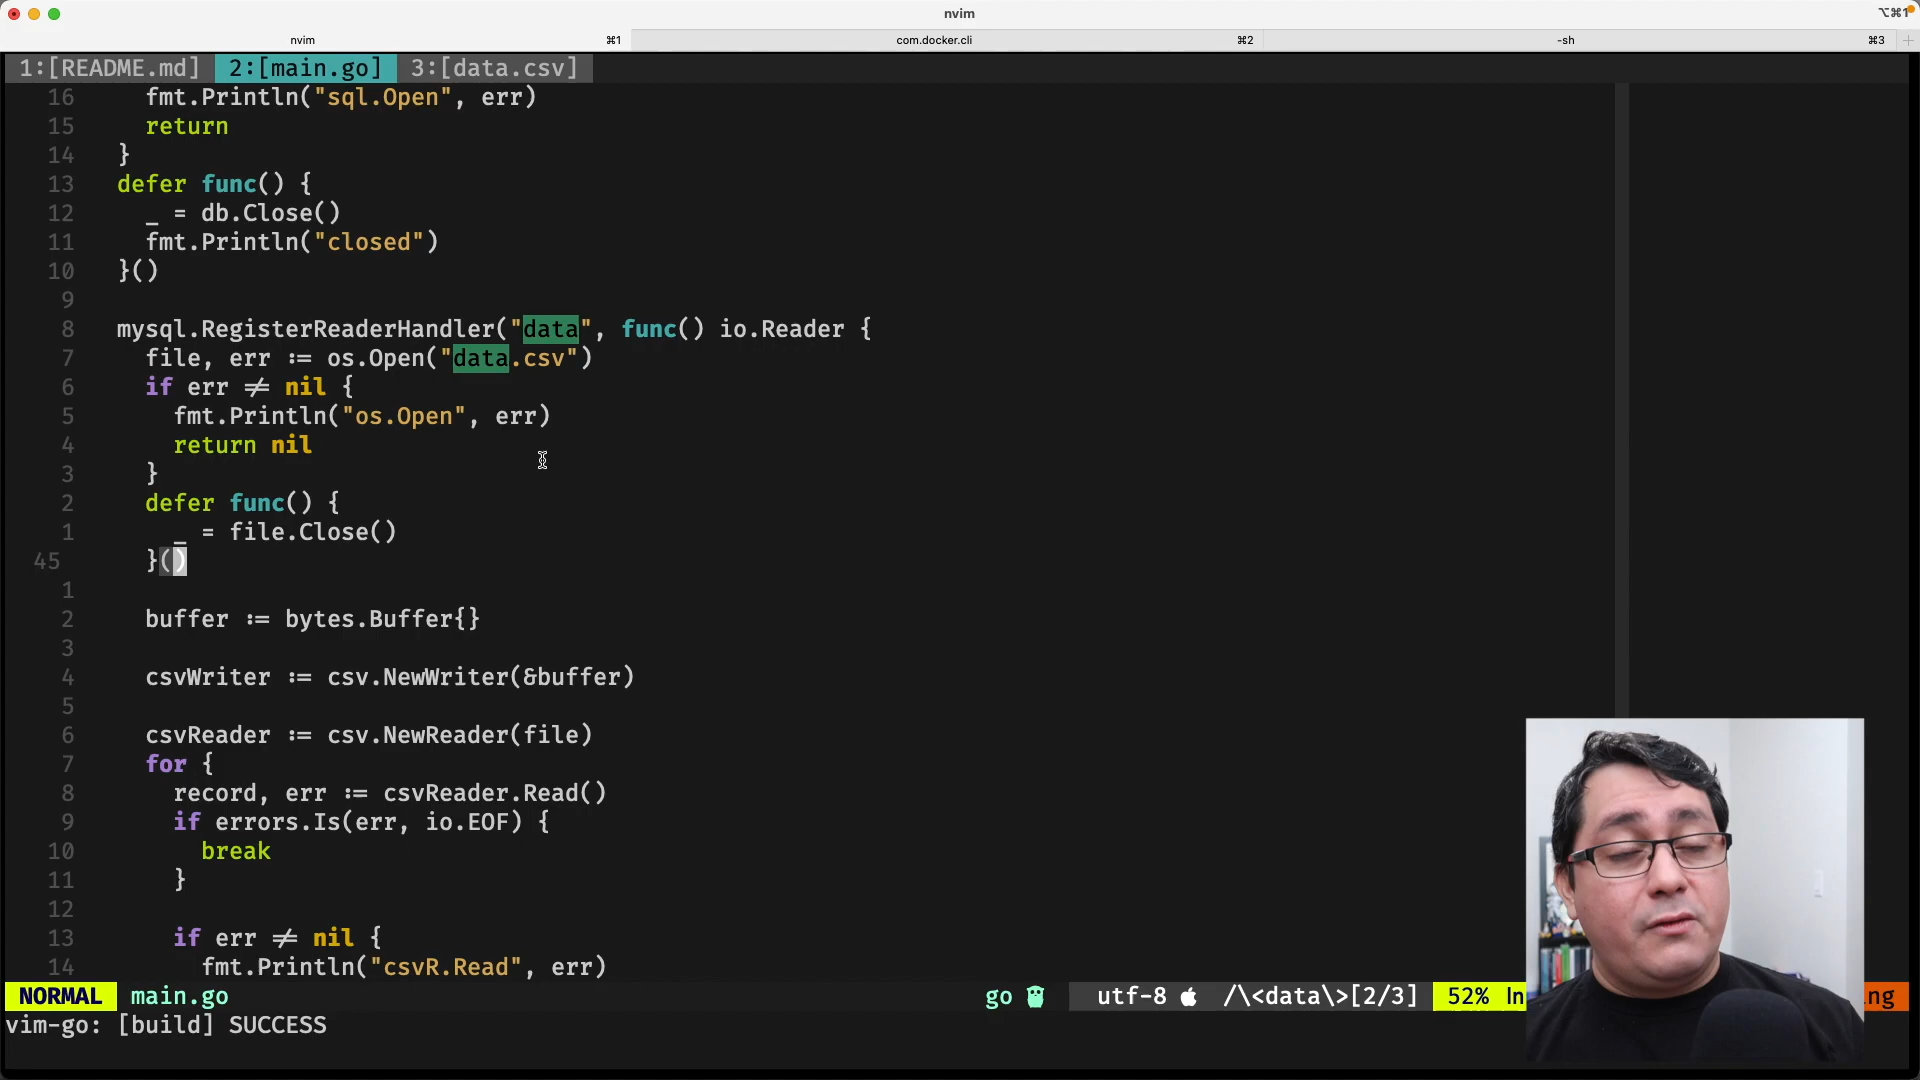 nvim
⌥⌘1
nvim ⌘1 com.docker.cli ⌘2 -sh ⌘3 +
1:[README.md] 2:[main.go] 3:[data.csv]
16 fmt.Println("sql.Open", err)
15 return
14 }
13 defer func() {
12 _ = db.Close()
11 fmt.Println("closed")
10 }()
9
8 mysql.RegisterReaderHandler("data", func() io.Reader {
7 file, err := os.Open("data.csv")
6 if err != nil {
5 fmt.Println("os.Open", err)
4 return nil
3 }
2 defer func() {
1 _ = file.Close()
45 }()
1
2 buffer := bytes.Buffer{}
3
4 csvWriter := csv.NewWriter(&buffer)
5
6 csvReader := csv.NewReader(file)
7 for {
8 record, err := csvReader.Read()
9 if errors.Is(err, io.EOF) {
10 break
11 }
12
13 if err != nil {
14 fmt.Println("csvR.Read", err)
NORMAL main.go go utf-8 /\<data\>[2/3] 52% ln ng
vim-go: [build] SUCCESS